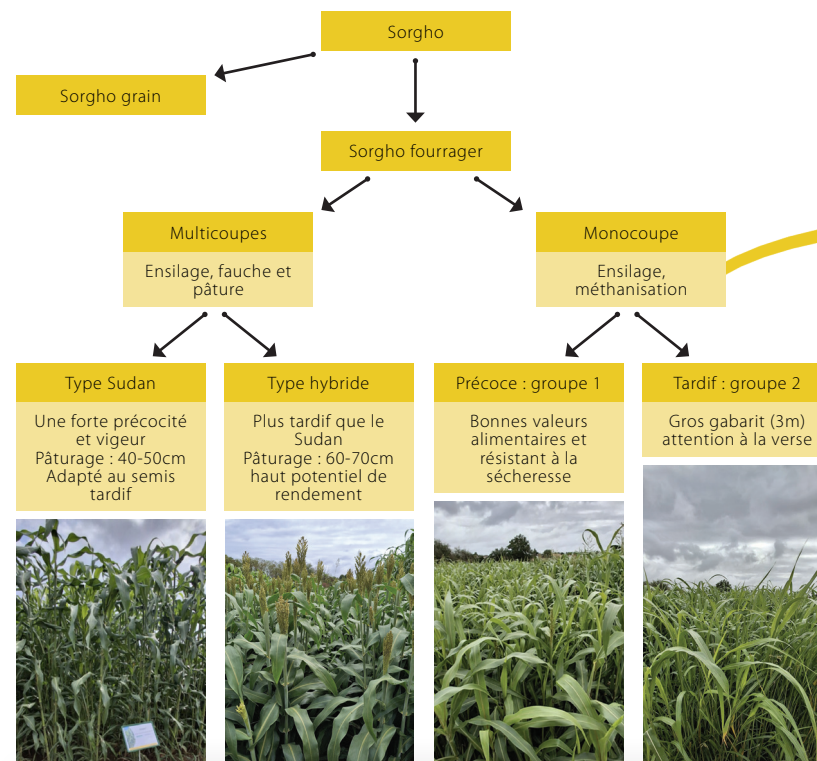 Sorgho
Sorgho grain
Sorgho fourrager
Multicoupes
Ensilage, fauche et
pâture
Monocoupe
Ensilage,
méthanisation
Type Sudan
Une forte précocité
et vigeur
Pâturage : 40-50cm
Adapté au semis
tardif
Type hybride
Plus tardif que le
Sudan
Pâturage : 60-70cm
haut potentiel de
rendement
Précoce : groupe 1
Bonnes valeurs
alimentaires et
résistant à la
sécheresse
Tardif : groupe 2
Gros gabarit (3m)
attention à la verse